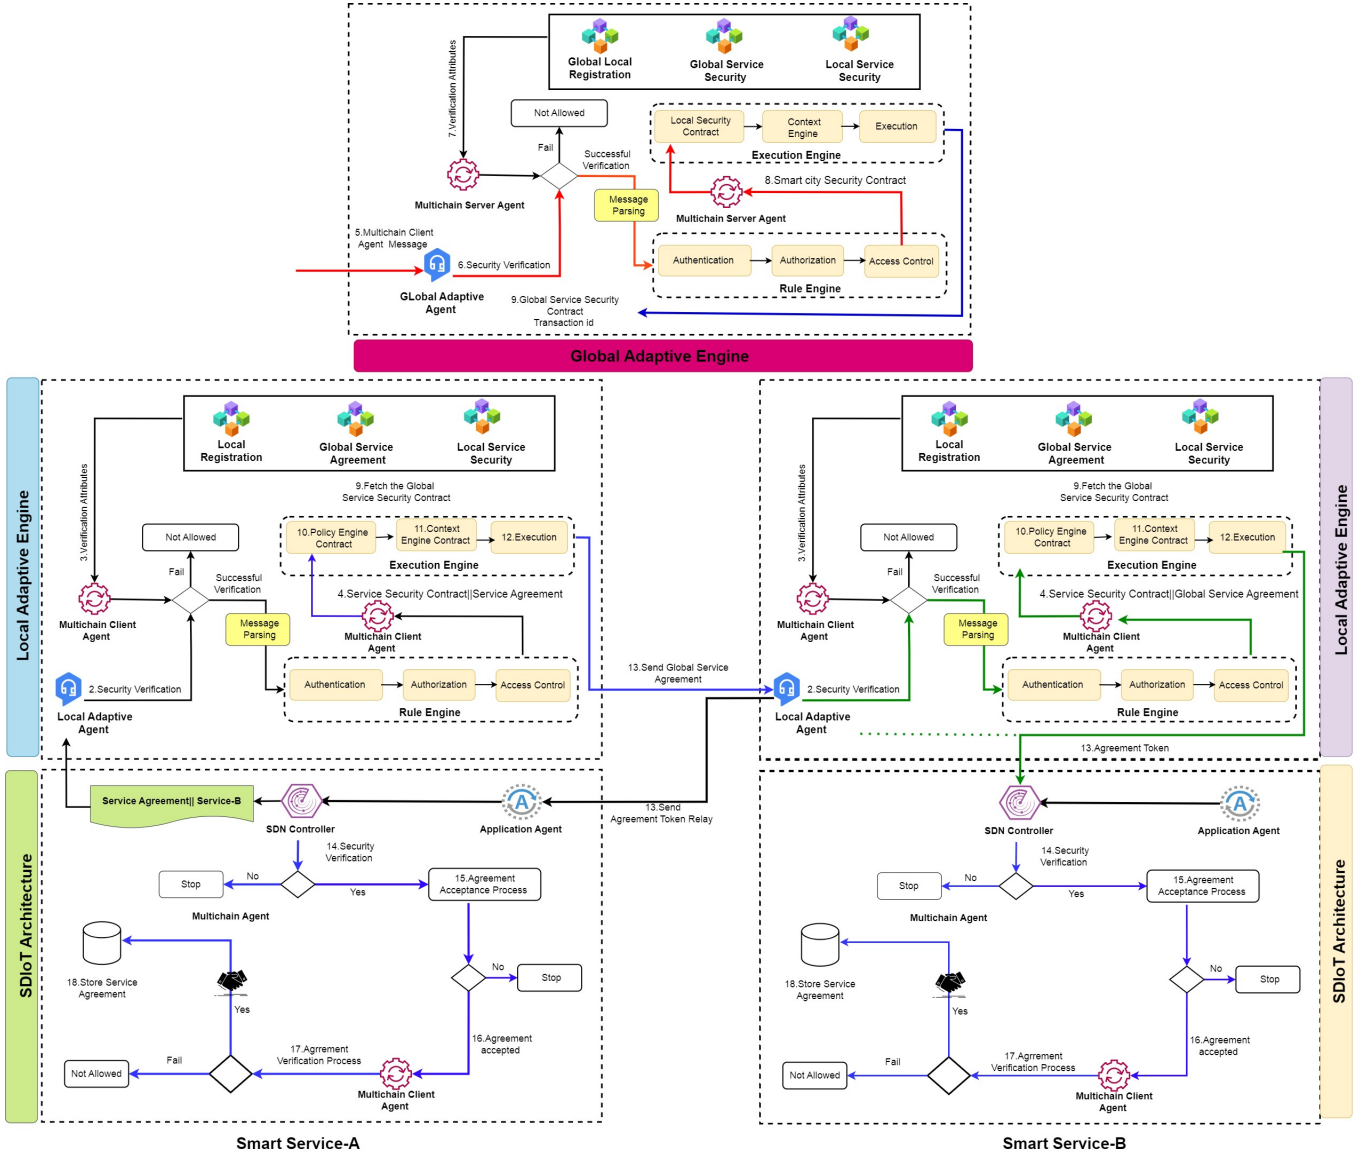 Global Local
Registration
Global Service
Security
Local Service
Security
7.Verification Attributes
Not Allowed
Fail
Successful
Verification
Local Security
Contract
Context
Engine
Execution
Execution Engine
Multichain Server Agent
Message
Parsing
8.Smart city Security Contract
Multichain Server Agent
5.Multichain Client
Agent Message
6.Security Verification
GLobal Adaptive
Agent
Authentication
Authorization
Access Control
Rule Engine
9.Global Service Security
Contract
Transaction id
Global Adaptive Engine
Local Adaptive Engine
Local
Registration
Global Service
Agreement
Local Service
Security
3.Verification Attributes
9.Fetch the Global
Service Security Contract
Not Allowed
Fail
Successful
Verification
10.Policy Engine
Contract
11.Context
Engine Contract
12.Execution
Execution Engine
4.Service Security Contract||Service Agreement
Multichain Client
Agent
Message
Parsing
Multichain Client
Agent
2.Security Verification
Local Adaptive
Agent
Authentication
Authorization
Access Control
Rule Engine
13.Send Global Service
Agreement
Local Adaptive Engine
Local
Registration
Global Service
Agreement
Local Service
Security
3.Verification Attributes
9.Fetch the Global
Service Security Contract
Not Allowed
Fail
Successful
Verification
10.Policy Engine
Contract
11.Context
Engine Contract
12.Execution
Execution Engine
4.Service Security Contract||Global Service Agreement
Multichain Client
Agent
Message
Parsing
Multichain Client
Agent
2.Security Verification
Local Adaptive
Agent
Authentication
Authorization
Access Control
Rule Engine
13.Agreement Token
SDIoT Architecture
Service Agreement|| Service-B
SDN Controller
A
Application Agent
13.Send
Agreement Token Relay
14.Security
Verification
No
Stop
Yes
15.Agreement
Acceptance Process
Multichain Agent
No
Stop
18.Store Service
Agreement
Yes
16.Agreement
accepted
17.Agrrement
Verification Process
Fail
Not Allowed
Multichain Client
Agent
Smart Service-A
SDIoT Architecture
SDN Controller
A
Application Agent
14.Security
Verification
No
Stop
Yes
15.Agreement
Acceptance Process
Multichain Agent
No
Stop
18.Store Service
Agreement
Yes
16.Agreement
accepted
17.Agrrement
Verification Process
Fail
Not Allowed
Multichain Client
Agent
Smart Service-B